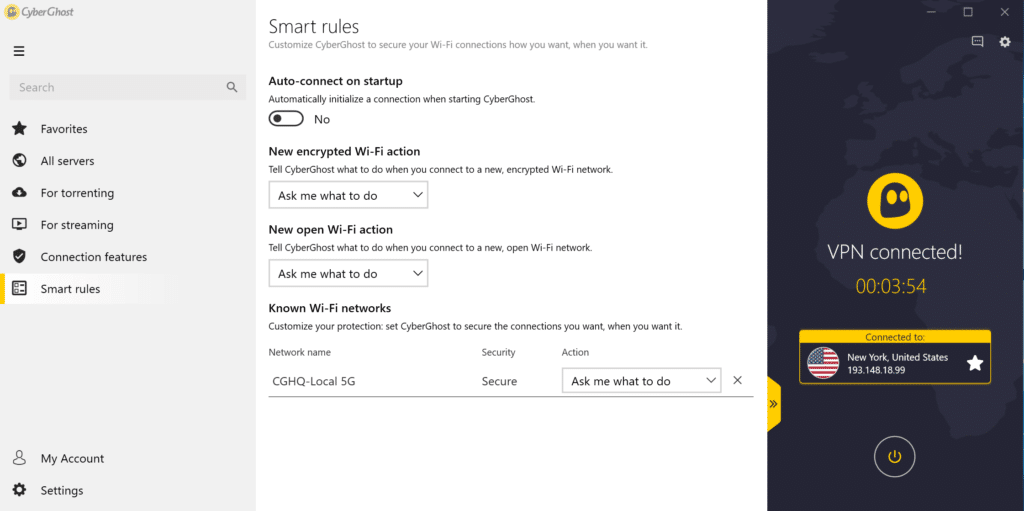 CyberGhost
Search
Favorites
All servers
For torrenting
For streaming
Connection features
Smart rules
My Account
Settings
Smart rules
Customize CyberGhost to secure your Wi-Fi connections how you want, when you want it.
Auto-connect on startup
Automatically initialize a connection when starting CyberGhost.
No
New encrypted Wi-Fi action
Tell CyberGhost what to do when you connect to a new, encrypted Wi-Fi network.
Ask me what to do
New open Wi-Fi action
Tell CyberGhost what to do when you connect to a new, open Wi-Fi network.
Ask me what to do
Known Wi-Fi networks
Customize your protection: set CyberGhost to secure the connections you want, when you want it.
Network name Security Action
CGHQ-Local 5G Secure Ask me what to do
VPN connected!
00:03:54
Connected to:
New York, United States
193.148.18.99